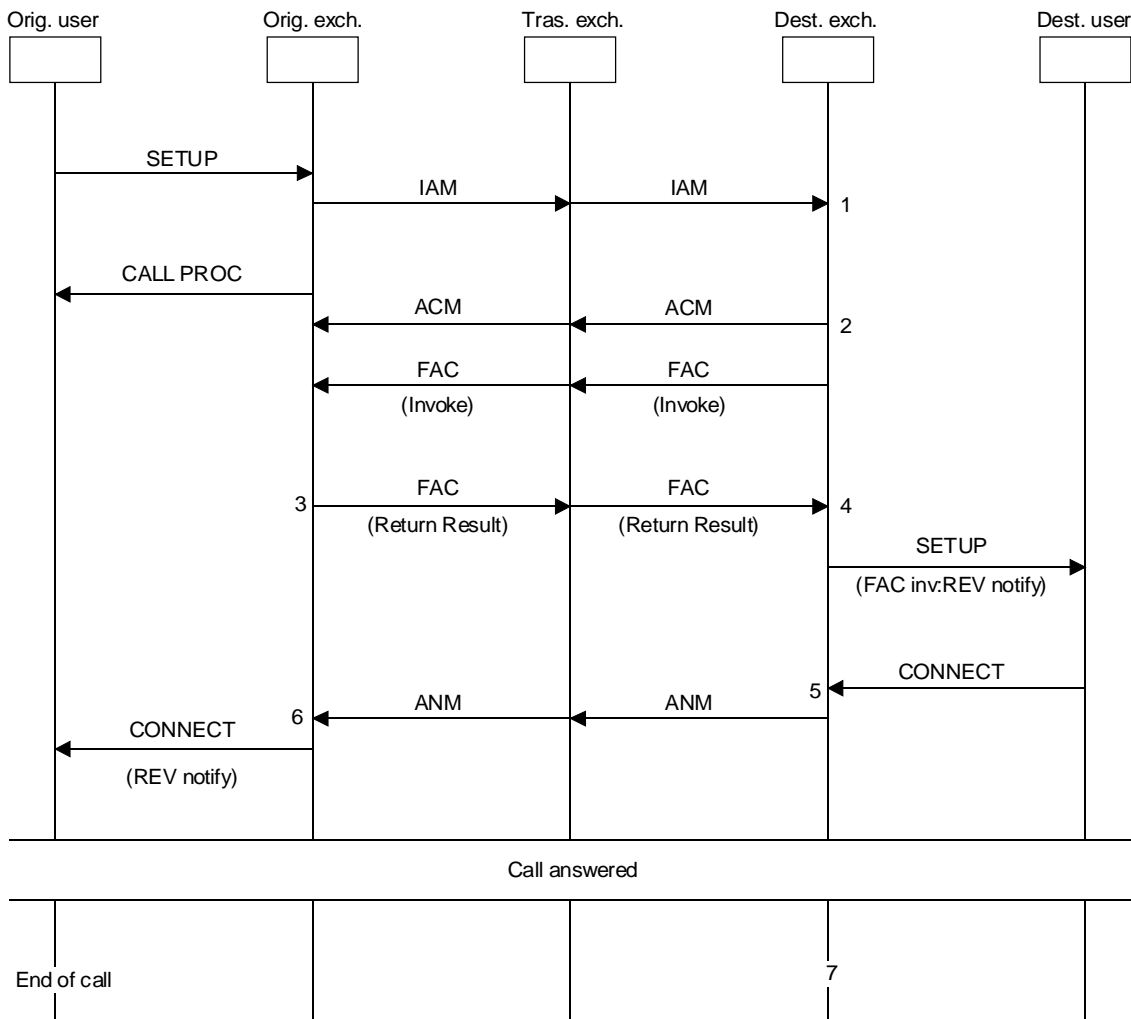 Orig. user
Orig. exch.
Tras. exch.
Dest. exch.
Dest. user
SETUP
IAM
IAM
1
CALL PROC
ACM
ACM
2
FAC
FAC
(Invoke)
(Invoke)
3
FAC
FAC
4
(Return Result)
(Return Result)
SETUP
(FAC inv:REV notify)
CONNECT
5
6
ANM
ANM
CONNECT
(REV notify)
Call answered
End of call
7